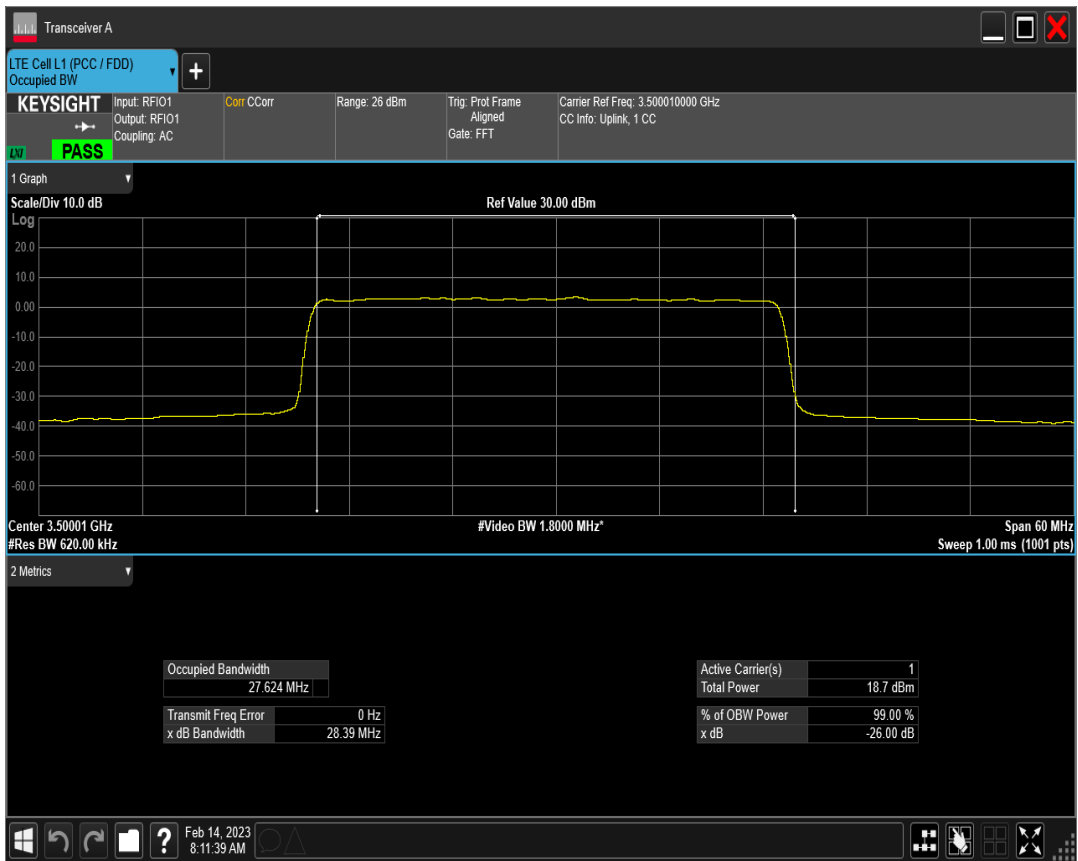 Transceiver A
LTE Cell L1 (PCC / FDD)
Occupied BW
KEYSIGHT
LXI
PASS
Input: RFIO1
Output: RFIO1
Coupling: AC
Corr CCorr
Range: 26 dBm
Trig: Prot Frame
Aligned
Gate: FFT
Carrier Ref Freq: 3.500010000 GHz
CC Info: Uplink, 1 CC
1 Graph
Scale/Div 10.0 dB
Ref Value 30.00 dBm
Log
20.0
10.0
0.00
-10.0
-20.0
-30.0
-40.0
-50.0
-60.0
Center 3.50001 GHz
#Video BW 1.8000 MHz*
Span 60 MHz
#Res BW 620.00 kHz
Sweep 1.00 ms (1001 pts)
2 Metrics
Occupied Bandwidth
27.624 MHz
Transmit Freq Error 0 Hz
x dB Bandwidth 28.39 MHz
Active Carrier(s) 1
Total Power 18.7 dBm
% of OBW Power 99.00 %
x dB -26.00 dB
Feb 14, 2023
8:11:39 AM